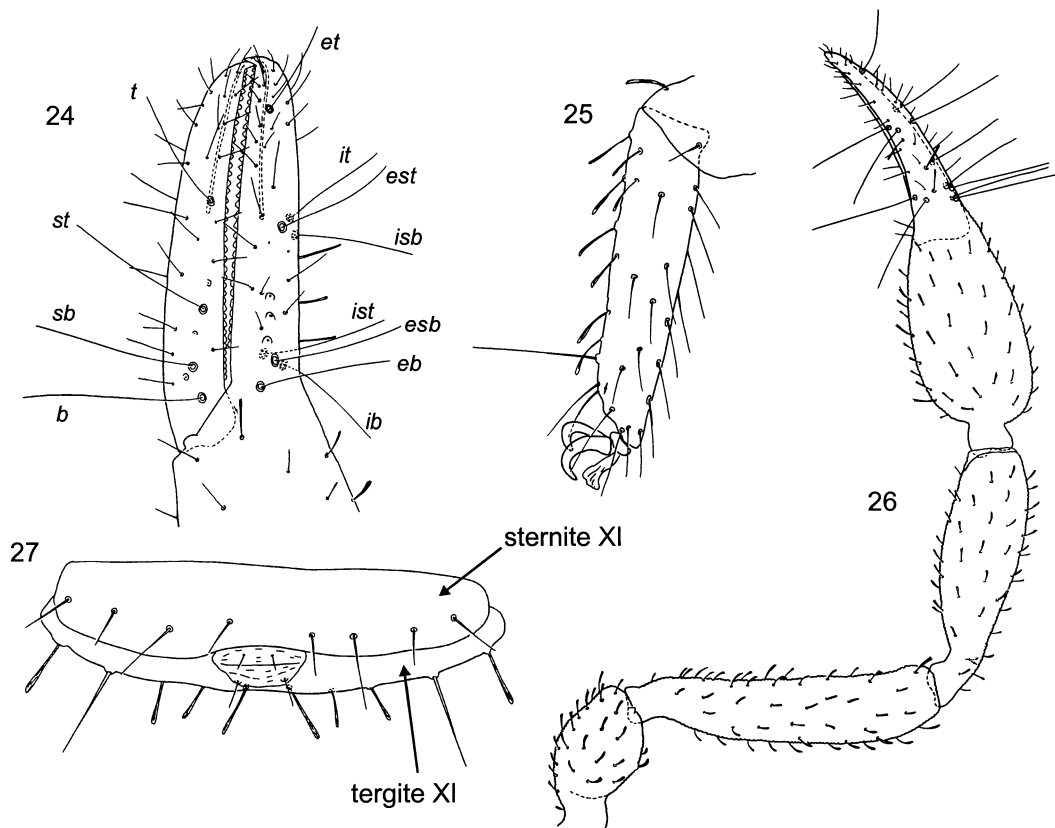 et
t
24
25
it
est
st
isb
sb
ist
esb
eb
b
ib
26
27
sternite XI
tergite XI